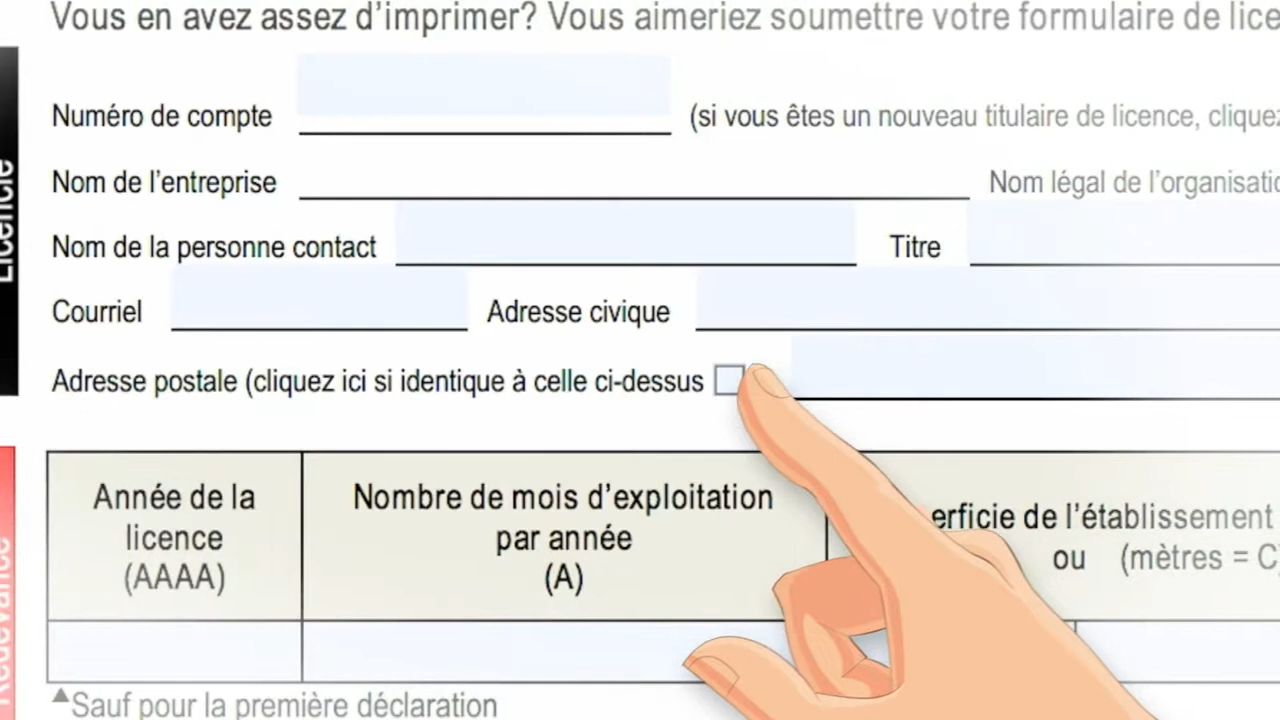 Vous en avez assez d'imprimer? Vous aimeriez soumettre votre formulaire de
Licencié
Numéro de compte
(si vous êtes un nouveau titulaire de licence, cliquez
Nom de l'entreprise
Nom légal de
Nom de la personne contact
Titre
Courriel
Adresse civique
Adresse postale (cliquez ici si identique à celle ci-dessus
Redevance
Année de la
licence
(AAAA)
Nombre de mois d'exploitation
par année
(A)
erficie de l'établissement
ou (mètres = C
▲Sauf pour la première déclaration